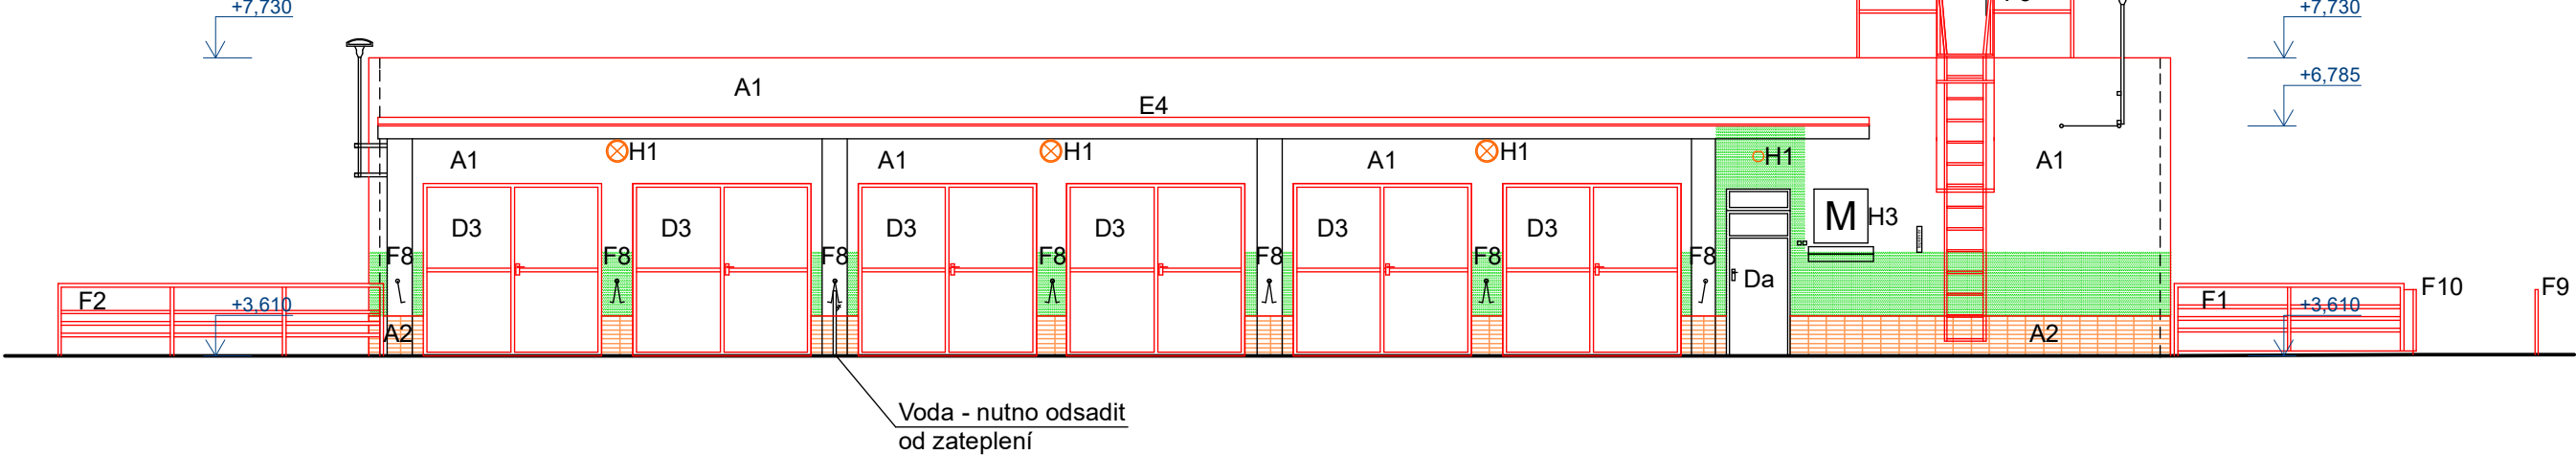 +7,730
+7,730
+6,785
A1
E4
A1
H1
A1
H1
A1
H1
H1
A1
D3
D3
D3
D3
D3
D3
M
H3
F8
F8
F8
F8
F8
F8
F8
Da
F2
+3,610
A2
F1
+3,610
F10
F9
A2
Voda - nutno odsadit
od zateplení